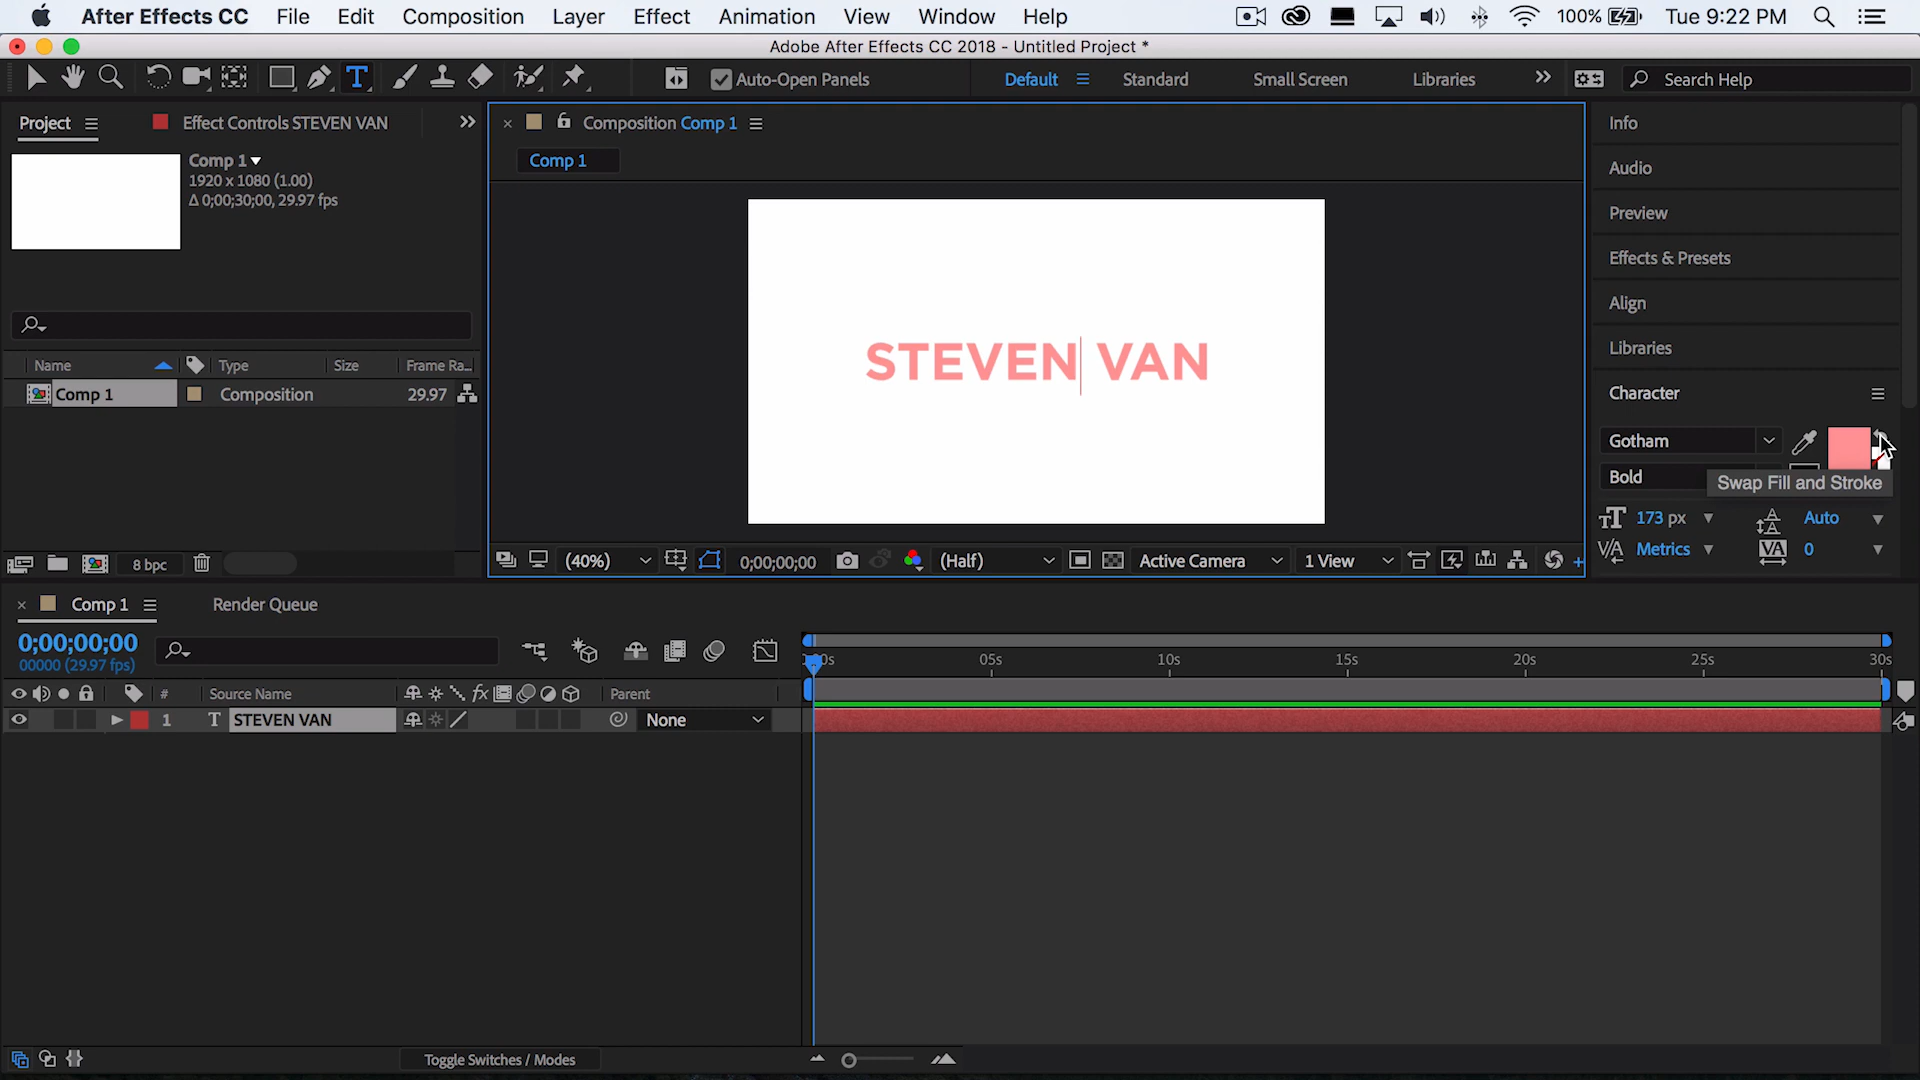 After Effects CC File Edit Composition Layer Effect Animation View Window Help 100% Tue 9:22 PM
Adobe After Effects CC 2018 - Untitled Project *
T Auto-Open Panels Default Standard Small Screen Libraries Search Help
Project Effect Controls STEVEN VAN
Comp 1
1920 x 1080 (1.00)
Δ 0;00;30;00, 29.97 fps
Name Type Size Frame Ra...
Comp 1 Composition 29.97
8 bpc
Composition Comp 1
Comp 1
STEVEN VAN
(40%) 0;00;00;00 (Half) Active Camera 1 View
Info
Audio
Preview
Effects & Presets
Align
Libraries
Character
Gotham
Bold
Swap Fill and Stroke
173 px Auto
Metrics 0
Comp 1 Render Queue
0;00;00;00
00000 (29.97 fps)
05s 10s 15s 20s 25s 30s
# Source Name fx Parent
1 T STEVEN VAN None
Toggle Switches / Modes